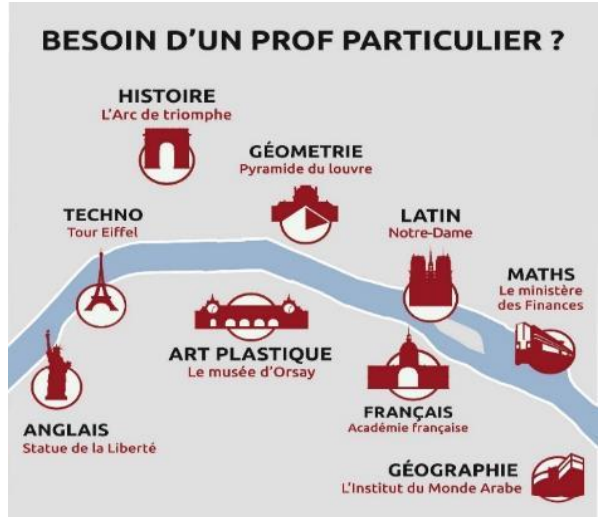 BESOIN D'UN PROF PARTICULIER ?
HISTOIRE
L'Arc de triomphe
GÉOMETRIE
Pyramide du louvre
TECHNO
Tour Eiffel
LATIN
Notre-Dame
MATHS
Le ministère
des Finances
ART PLASTIQUE
Le musée d'Orsay
FRANÇAIS
Académie française
ANGLAIS
Statue de la Liberté
GÉOGRAPHIE
L'Institut du Monde Arabe